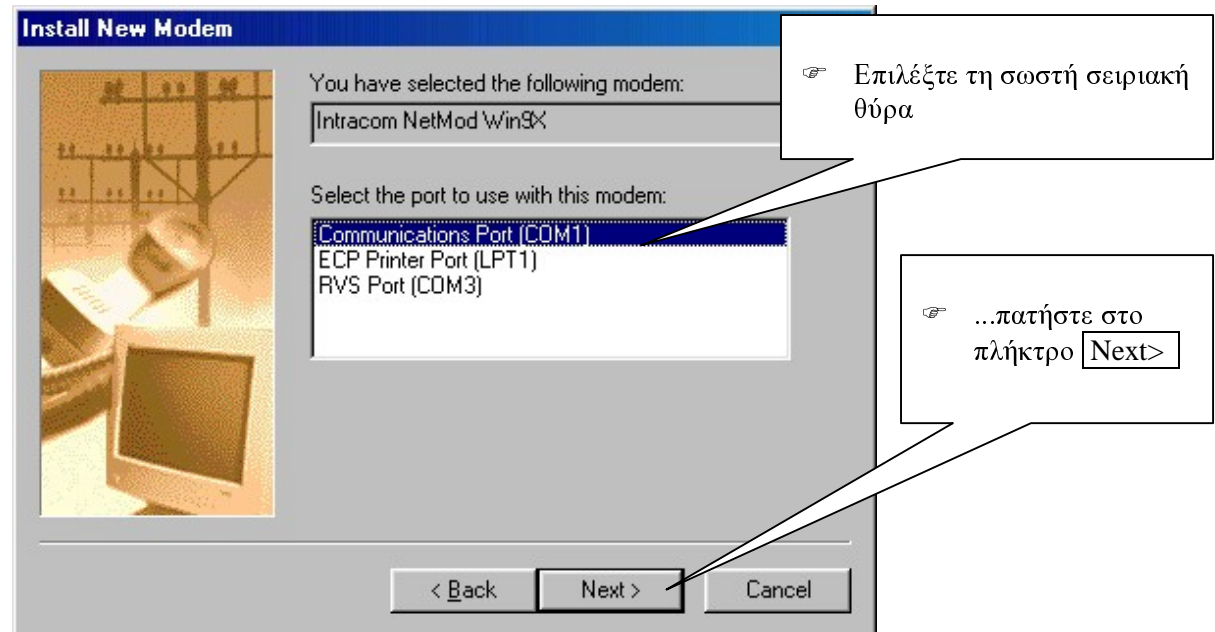 Install New Modem
☞ Επιλέξτε τη σωστή σειριακή
θύρα
You have selected the following modem:
Intracom NetMod Win9X
Select the port to use with this modem:
Communications Port (COM1)
ECP Printer Port (LPT1)
RVS Port (COM3)
☞ ...πατήστε στο
πλήκτρο Next>
< Back Next > Cancel